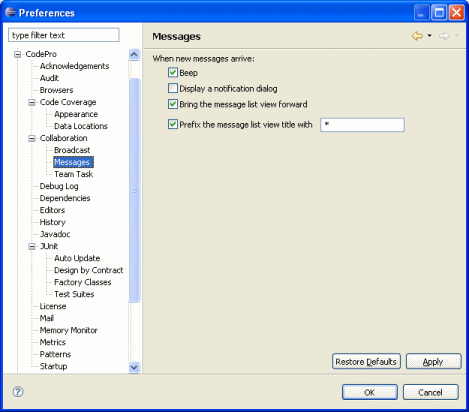 Preferences
type filter text
CodePro
Acknowledgements
Audit
Browsers
Code Coverage
Appearance
Data Locations
Collaboration
Broadcast
Messages
Team Task
Debug Log
Dependencies
Editors
History
Javadoc
JUnit
Auto Update
Design by Contract
Factory Classes
Test Suites
License
Mail
Memory Monitor
Metrics
Patterns
Startup
Messages
When new messages arrive:
Beep
Display a notification dialog
Bring the message list view forward
Prefix the message list view title with *
Restore Defaults Apply
? OK Cancel